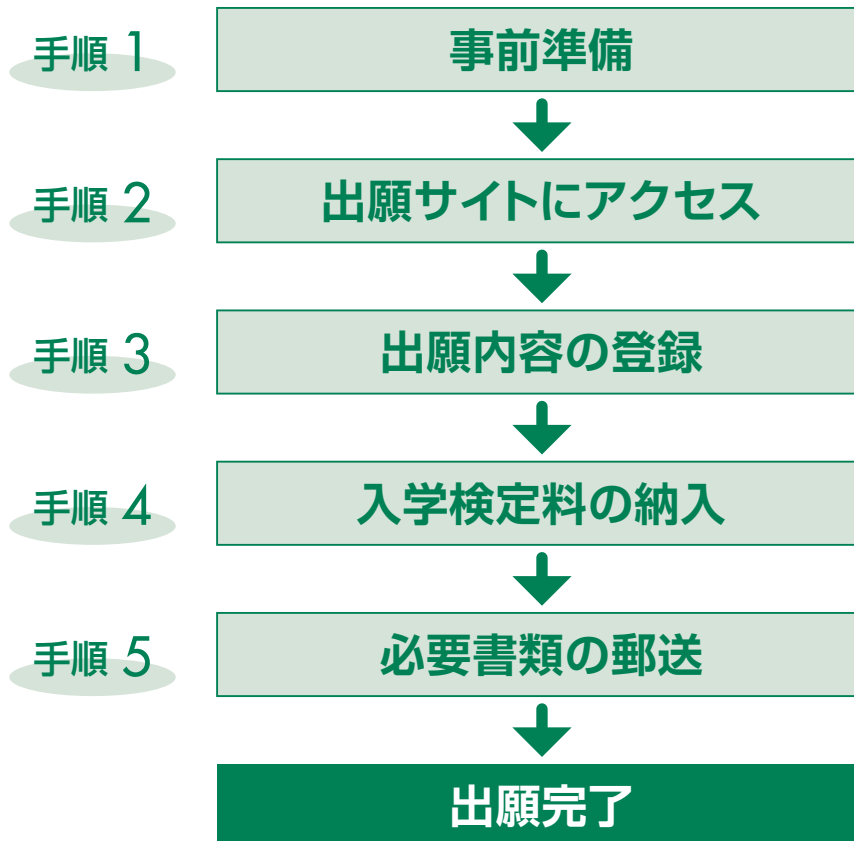 手順 1
事前準備
手順 2
出願サイトにアクセス
手順 3
出願内容の登録
手順 4
入学検定料の納入
手順 5
必要書類の郵送
出願完了